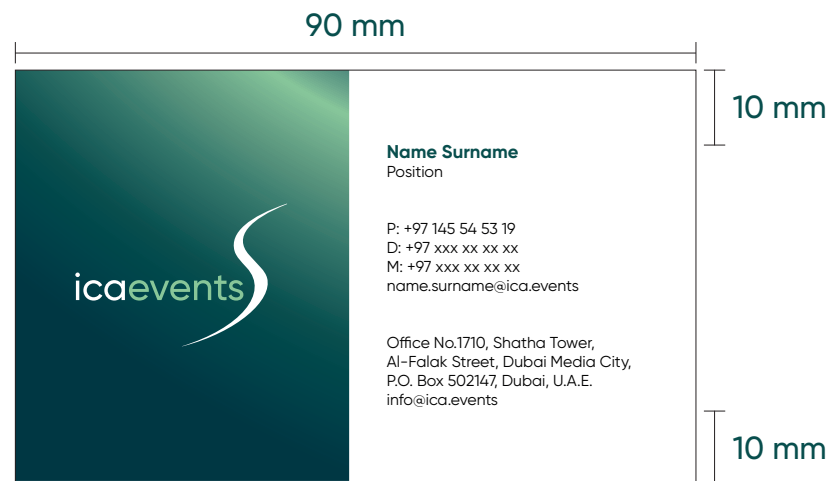 90 mm
10 mm
Name Surname
Position
P: +97 145 54 53 19
D: +97 xxx xx xx xx
M: +97 xxx xx xx xx
name.surname@ica.events
icaevents
Office No.1710, Shatha Tower,
Al-Falak Street, Dubai Media City,
P.O. Box 502147, Dubai, U.A.E.
info@ica.events
10 mm